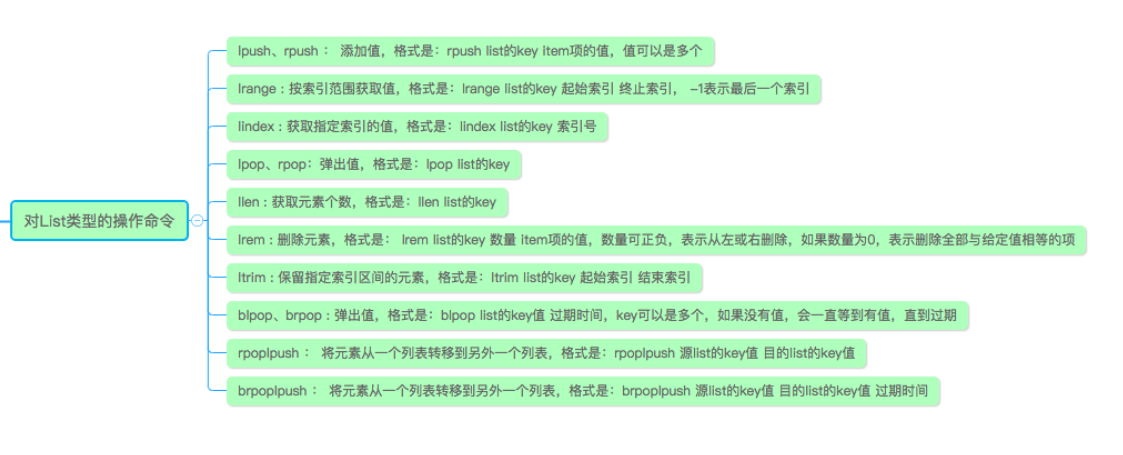 对List类型的操作命令
lpush、rpush： 添加值，格式是：rpush list的key item项的值，值可以是多个
lrange : 按索引范围获取值，格式是：lrange list的key 起始索引 终止索引， -1表示最后一个索引
lindex : 获取指定索引的值，格式是：lindex list的key 索引号
lpop、rpop：弹出值，格式是：lpop list的key
llen : 获取元素个数，格式是：llen list的key
lrem : 删除元素，格式是： lrem list的key 数量 item项的值，数量可正负，表示从左或右删除，如果数量为0，表示删除全部与给定值相等的项
ltrim : 保留指定索引区间的元素，格式是：ltrim list的key 起始索引 结束索引
blpop、brpop : 弹出值，格式是：blpop list的key值 过期时间，key可以是多个，如果没有值，会一直等到有值，直到过期
rpoplpush： 将元素从一个列表转移到另外一个列表，格式是：rpoplpush 源list的key值 目的list的key值
brpoplpush： 将元素从一个列表转移到另外一个列表，格式是：brpoplpush 源list的key值 目的list的key值 过期时间